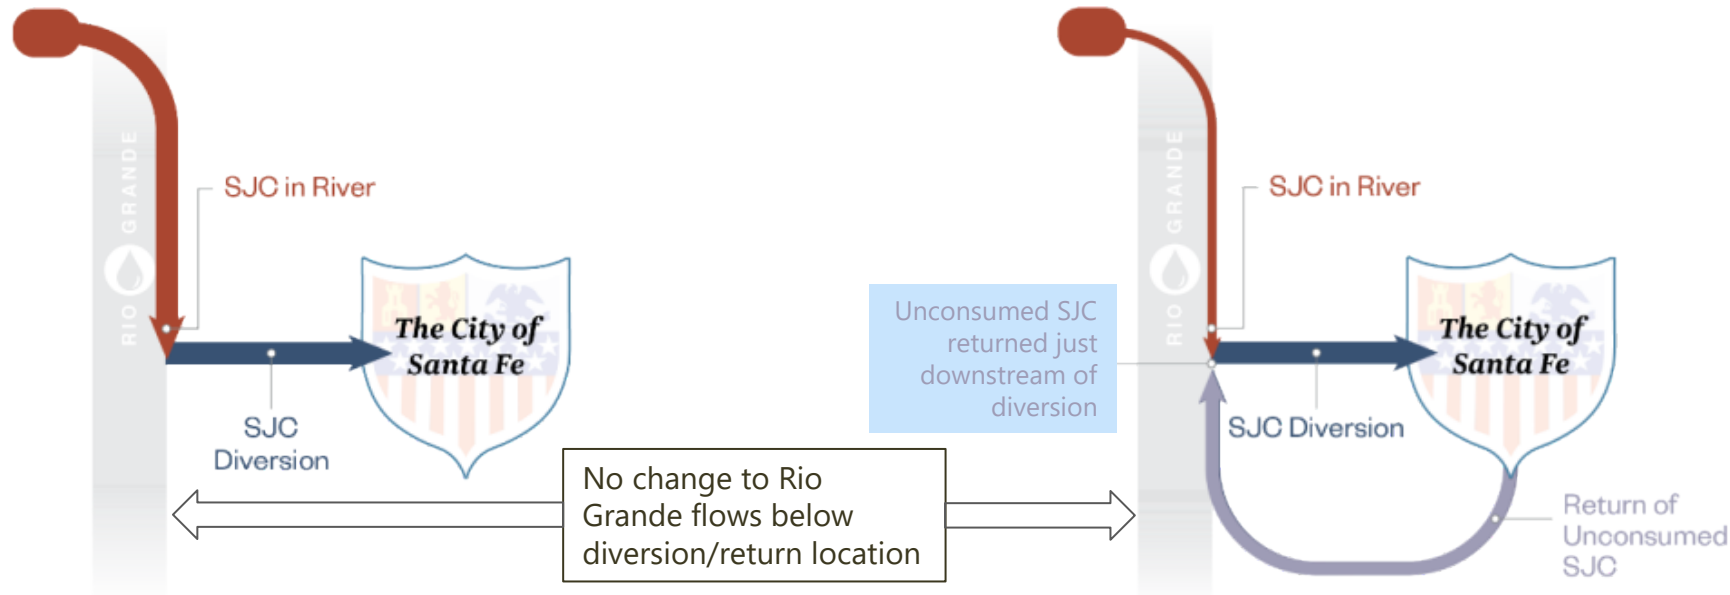 RIO GRANDE
SJC in River
The City of
Santa Fe
SJC
Diversion
No change to Rio
Grande flows below
diversion/return location
Unconsumed SJC
returned just
downstream of
diversion
RIO GRANDE
SJC in River
The City of
Santa Fe
SJC Diversion
Return of
Unconsumed
SJC